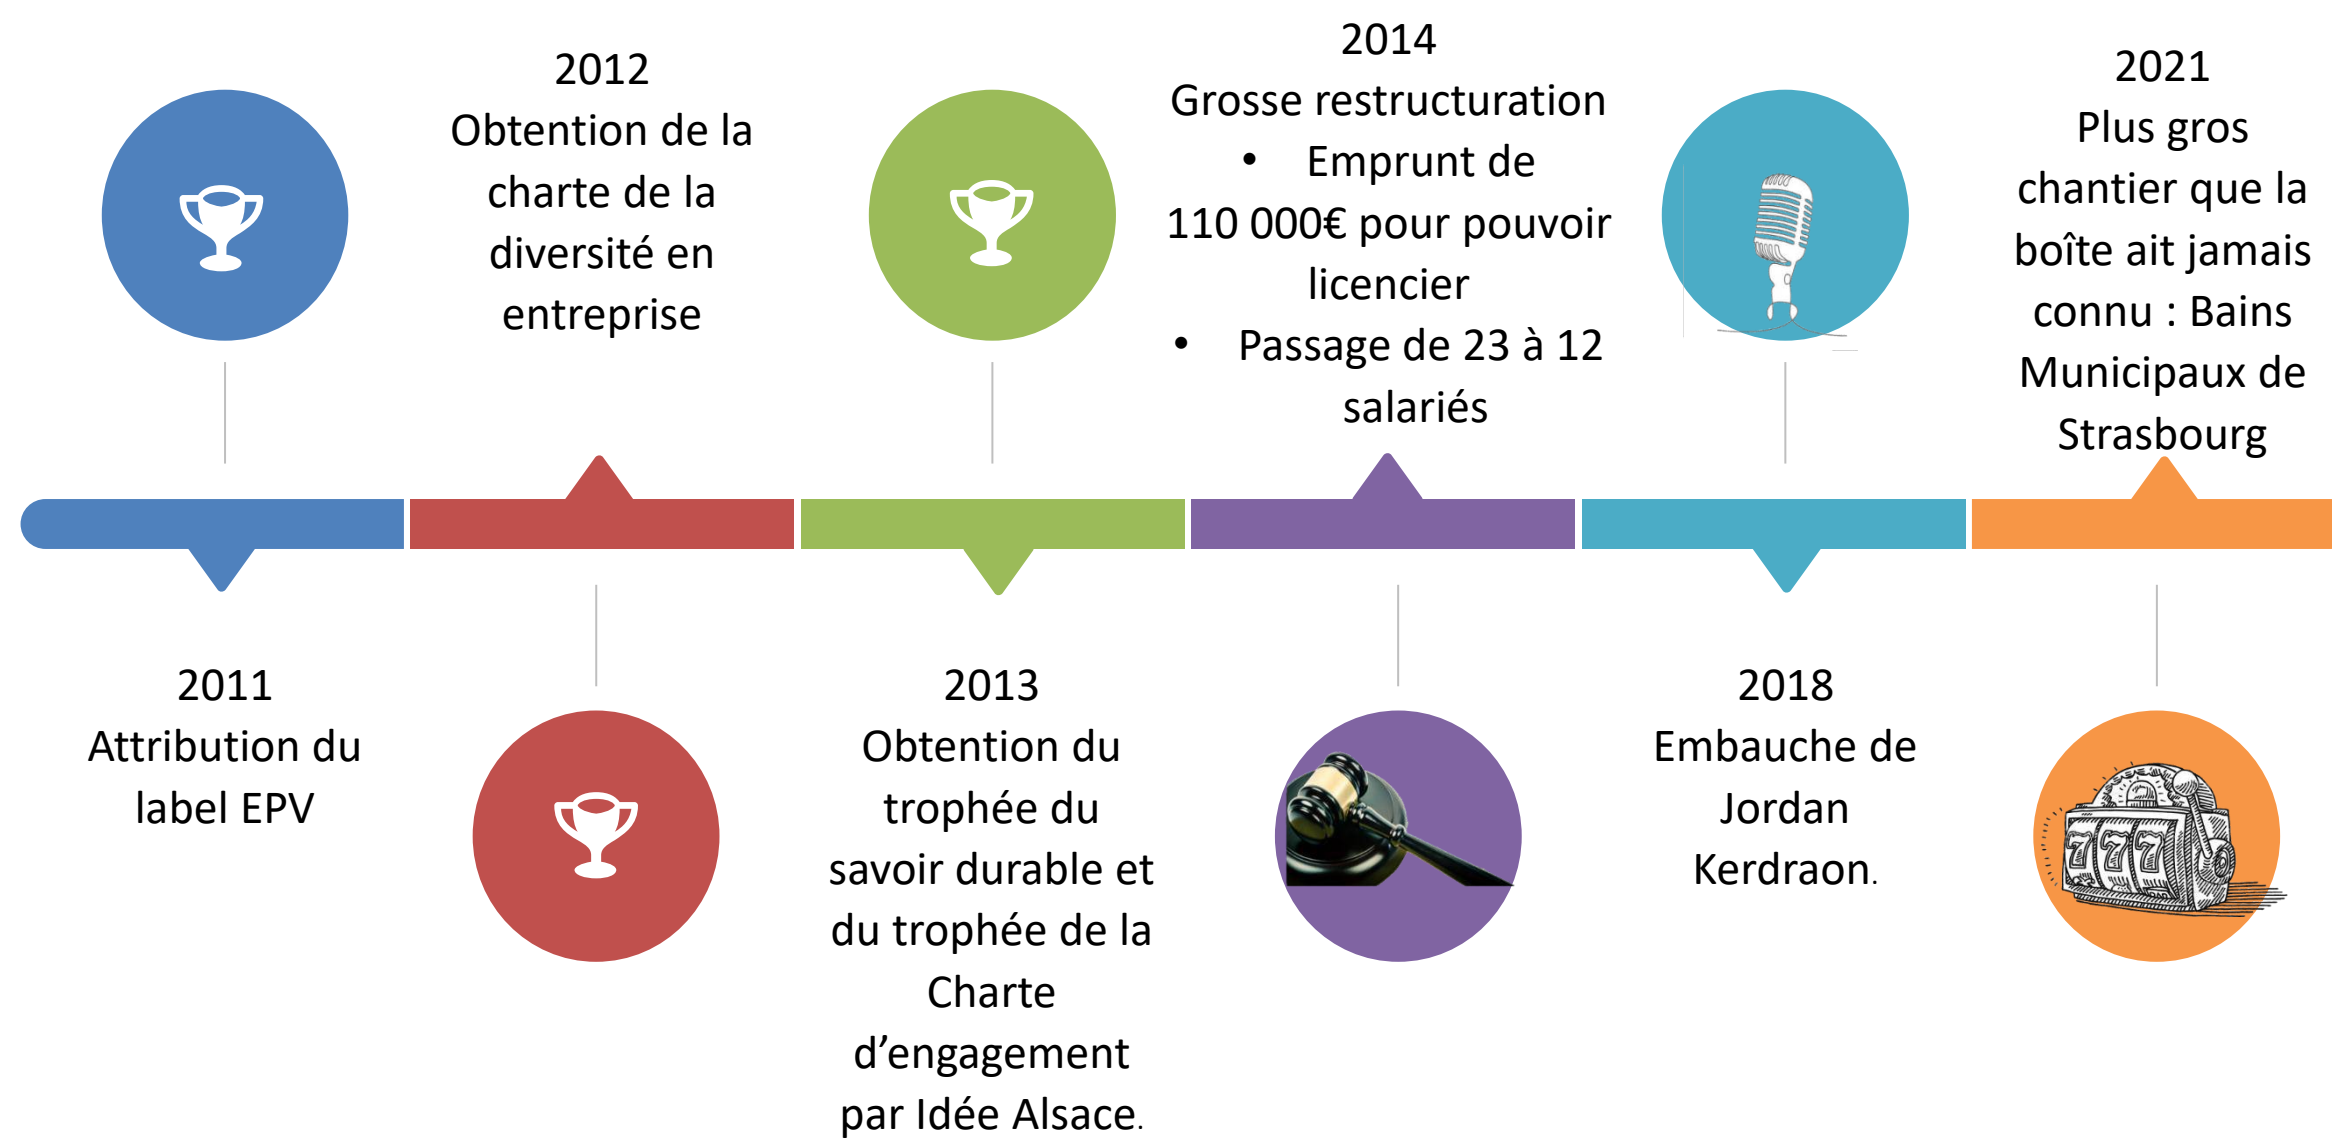 2011
Attribution du
label EPV
2012
Obtention de la
charte de la
diversité en
entreprise
2013
Obtention du
trophée du
savoir durable et
du trophée de la
Charte
d’engagement
par Idée Alsace.
2014
Grosse restructuration
• Emprunt de
110 000€ pour pouvoir
licencier
• Passage de 23 à 12
salariés
2018
Embauche de
Jordan
Kerdraon.
2021
Plus gros
chantier que la
boîte ait jamais
connu : Bains
Municipaux de
Strasbourg
777